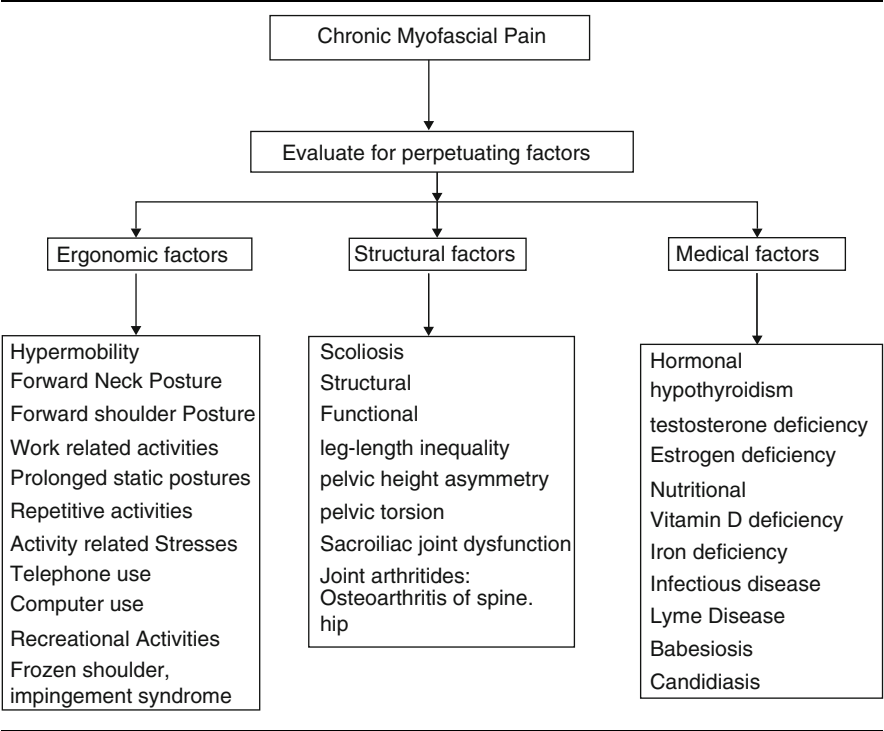 Chronic Myofascial Pain
Evaluate for perpetuating factors
Ergonomic factors
Structural factors
Medical factors
Hypermobility
Forward Neck Posture
Forward shoulder Posture
Work related activities
Prolonged static postures
Repetitive activities
Activity related Stresses
Telephone use
Computer use
Recreational Activities
Frozen shoulder,
impingement syndrome
Scoliosis
Structural
Functional
leg-length inequality
pelvic height asymmetry
pelvic torsion
Sacroiliac joint dysfunction
Joint arthritides:
Osteoarthritis of spine.
hip
Hormonal
hypothyroidism
testosterone deficiency
Estrogen deficiency
Nutritional
Vitamin D deficiency
Iron deficiency
Infectious disease
Lyme Disease
Babesiosis
Candidiasis